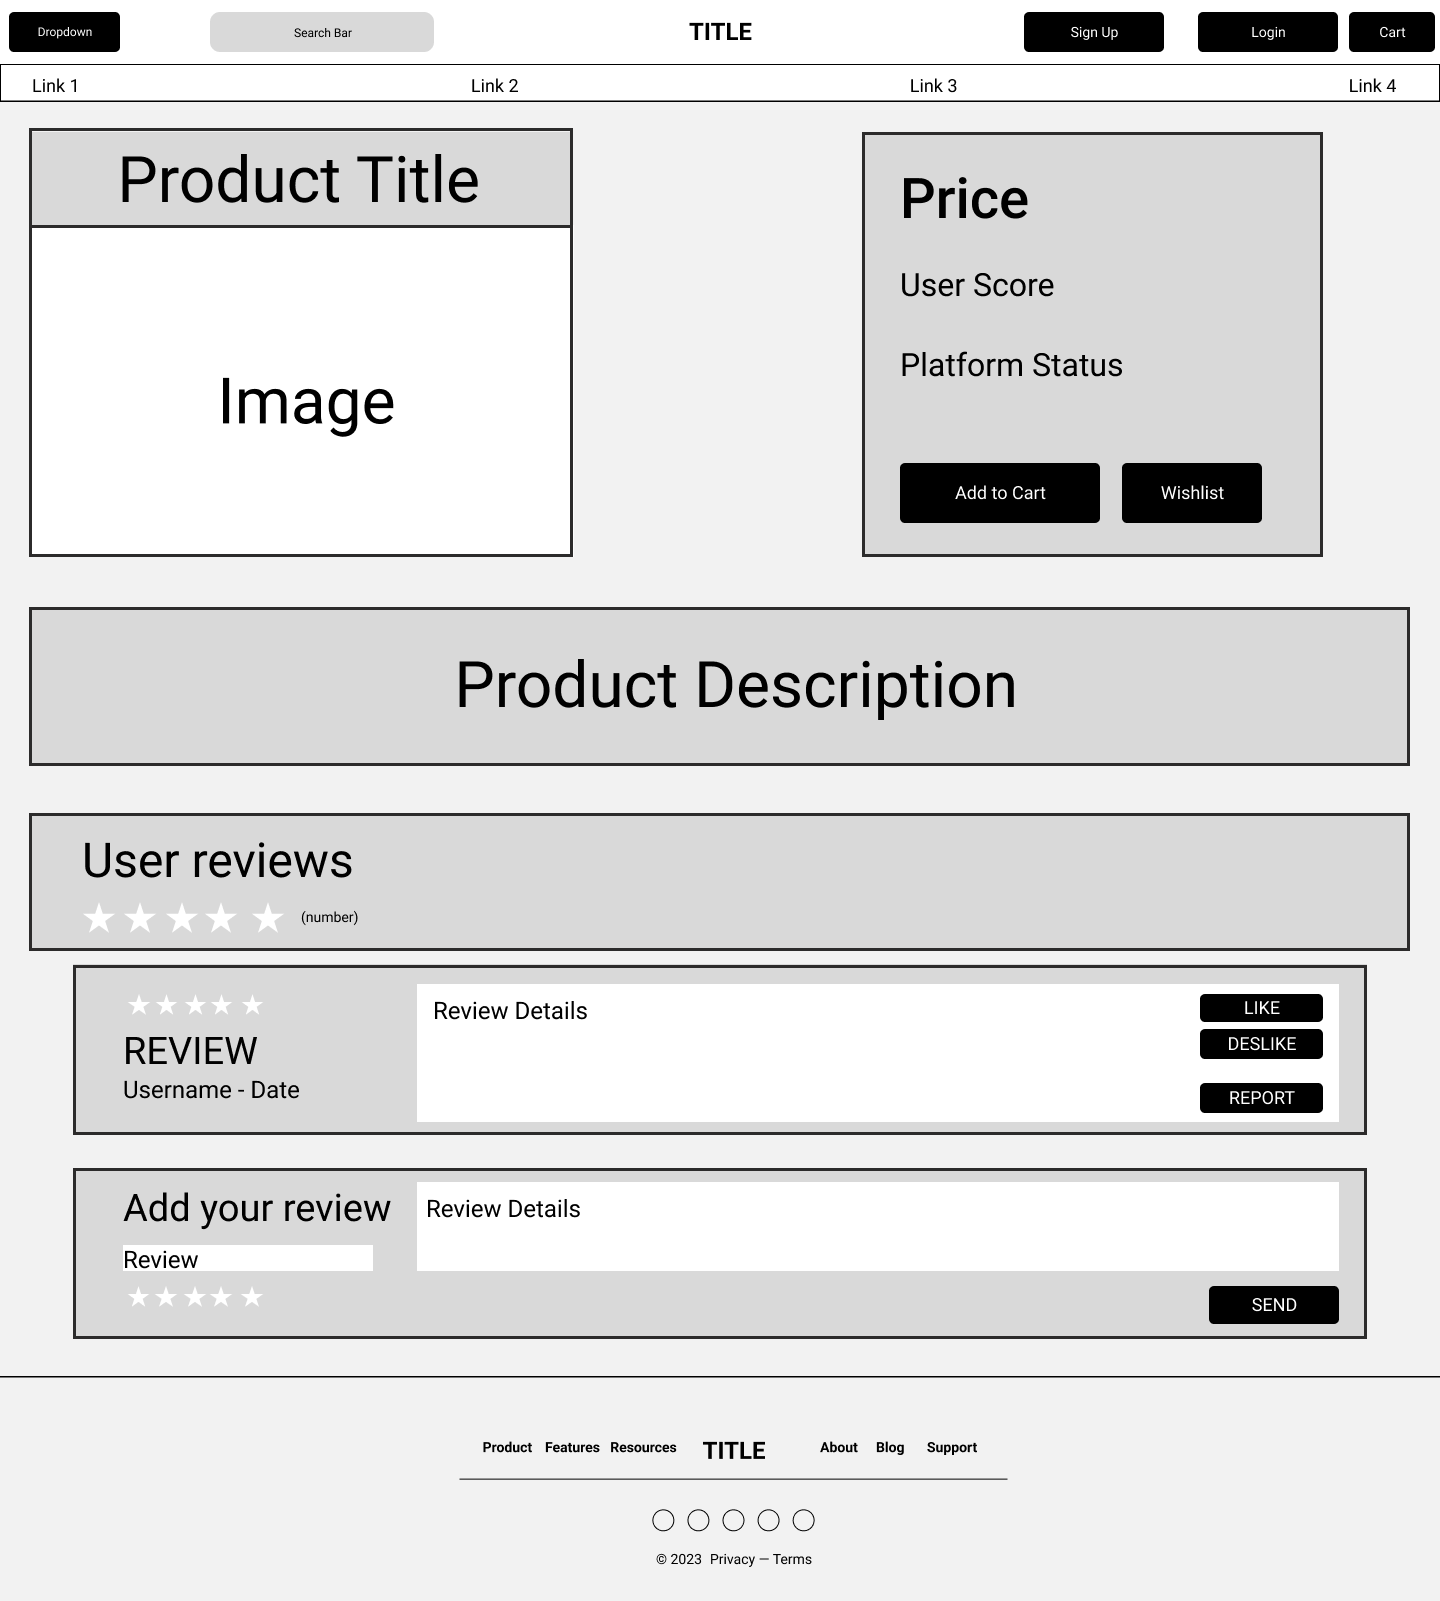 Dropdown
Search Bar
TITLE
Sign Up
Login
Cart
Link 1
Link 2
Link 3
Link 4
Product Title
Image
Price
User Score
Platform Status
Add to Cart
Wishlist
Product Description
User reviews
(number)
REVIEW
Username - Date
Review Details
LIKE
DESLIKE
REPORT
Add your review
Review
Review Details
SEND
Product Features Resources TITLE About Blog Support
© 2023 Privacy — Terms